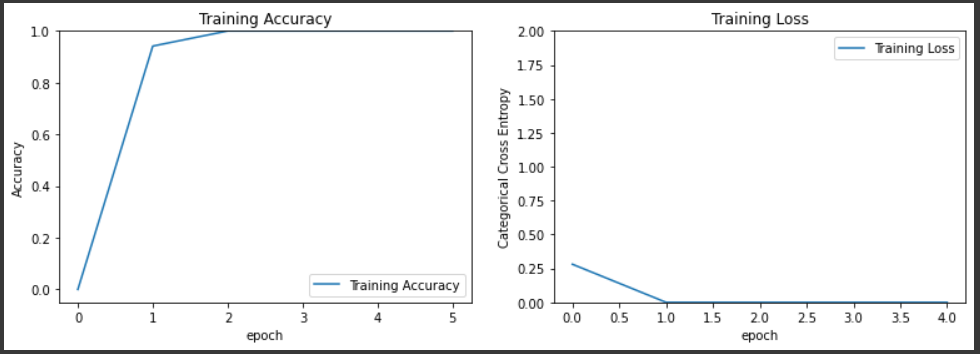 Training Accuracy
1.0
0.8
0.6
0.4
0.2
0.0
Accuracy
Training Accuracy
0 1 2 3 4 5
epoch
Training Loss
2.00
1.75
1.50
1.25
1.00
0.75
0.50
0.25
0.00
Categorical Cross Entropy
Training Loss
0.0 0.5 1.0 1.5 2.0 2.5 3.0 3.5 4.0
epoch